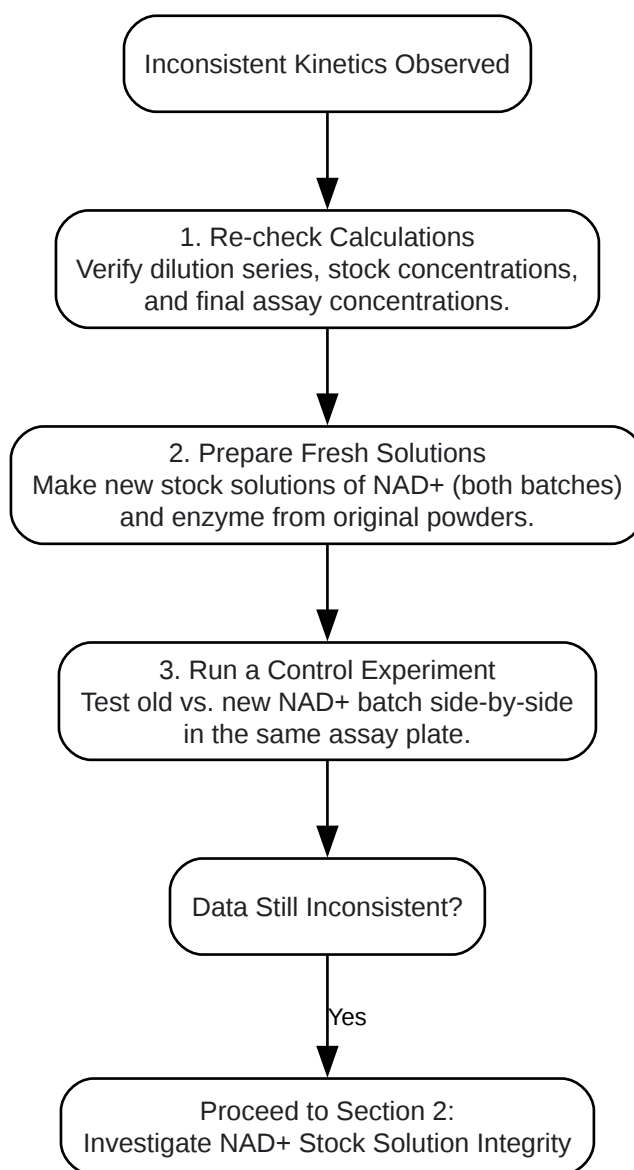 Inconsistent Kinetics Observed
1. Re-check Calculations
Verify dilution series, stock concentrations,
and final assay concentrations.
2. Prepare Fresh Solutions
Make new stock solutions of NAD+ (both batches)
and enzyme from original powders.
3. Run a Control Experiment
Test old vs. new NAD+ batch side-by-side
in the same assay plate.
Data Still Inconsistent?
Yes
Proceed to Section 2:
Investigate NAD+ Stock Solution Integrity